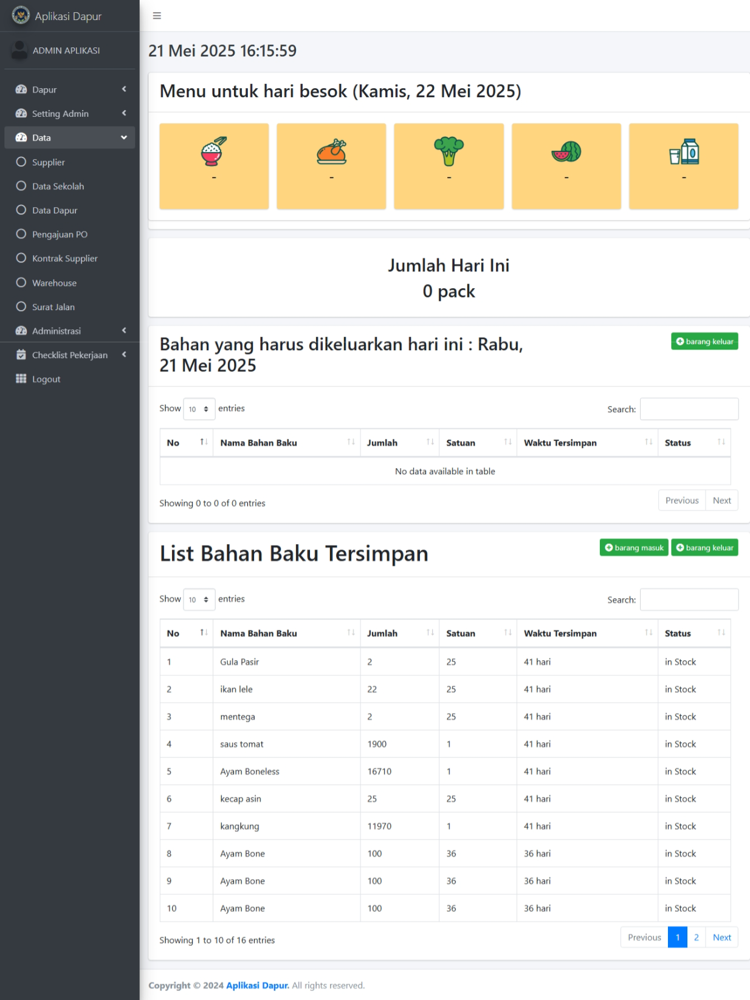 Aplikasi Dapur
ADMIN APLIKASI
Dapur
Setting Admin
Data
Supplier
Data Sekolah
Data Dapur
Pengajuan PO
Kontrak Supplier
Warehouse
Surat Jalan
Administrasi
Checklist Pekerjaan
Logout
21 Mei 2025 16:15:59
Menu untuk hari besok (Kamis, 22 Mei 2025)
- - - - -
Jumlah Hari Ini
0 pack
Bahan yang harus dikeluarkan hari ini : Rabu,
21 Mei 2025
barang keluar
Show 10 entries Search:
No Nama Bahan Baku Jumlah Satuan Waktu Tersimpan Status
No data available in table
Showing 0 to 0 of 0 entries
Previous Next
List Bahan Baku Tersimpan
barang masuk barang keluar
Show 10 entries Search:
No Nama Bahan Baku Jumlah Satuan Waktu Tersimpan Status
1 Gula Pasir 2 25 41 hari in Stock
2 ikan lele 22 25 41 hari in Stock
3 mentega 2 25 41 hari in Stock
4 saus tomat 1900 1 41 hari in Stock
5 Ayam Boneless 16710 1 41 hari in Stock
6 kecap asin 25 25 41 hari in Stock
7 kangkung 11970 1 41 hari in Stock
8 Ayam Bone 100 36 36 hari in Stock
9 Ayam Bone 100 36 36 hari in Stock
10 Ayam Bone 100 36 36 hari in Stock
Showing 1 to 10 of 16 entries
Previous 1 2 Next
Copyright © 2024 Aplikasi Dapur. All rights reserved.